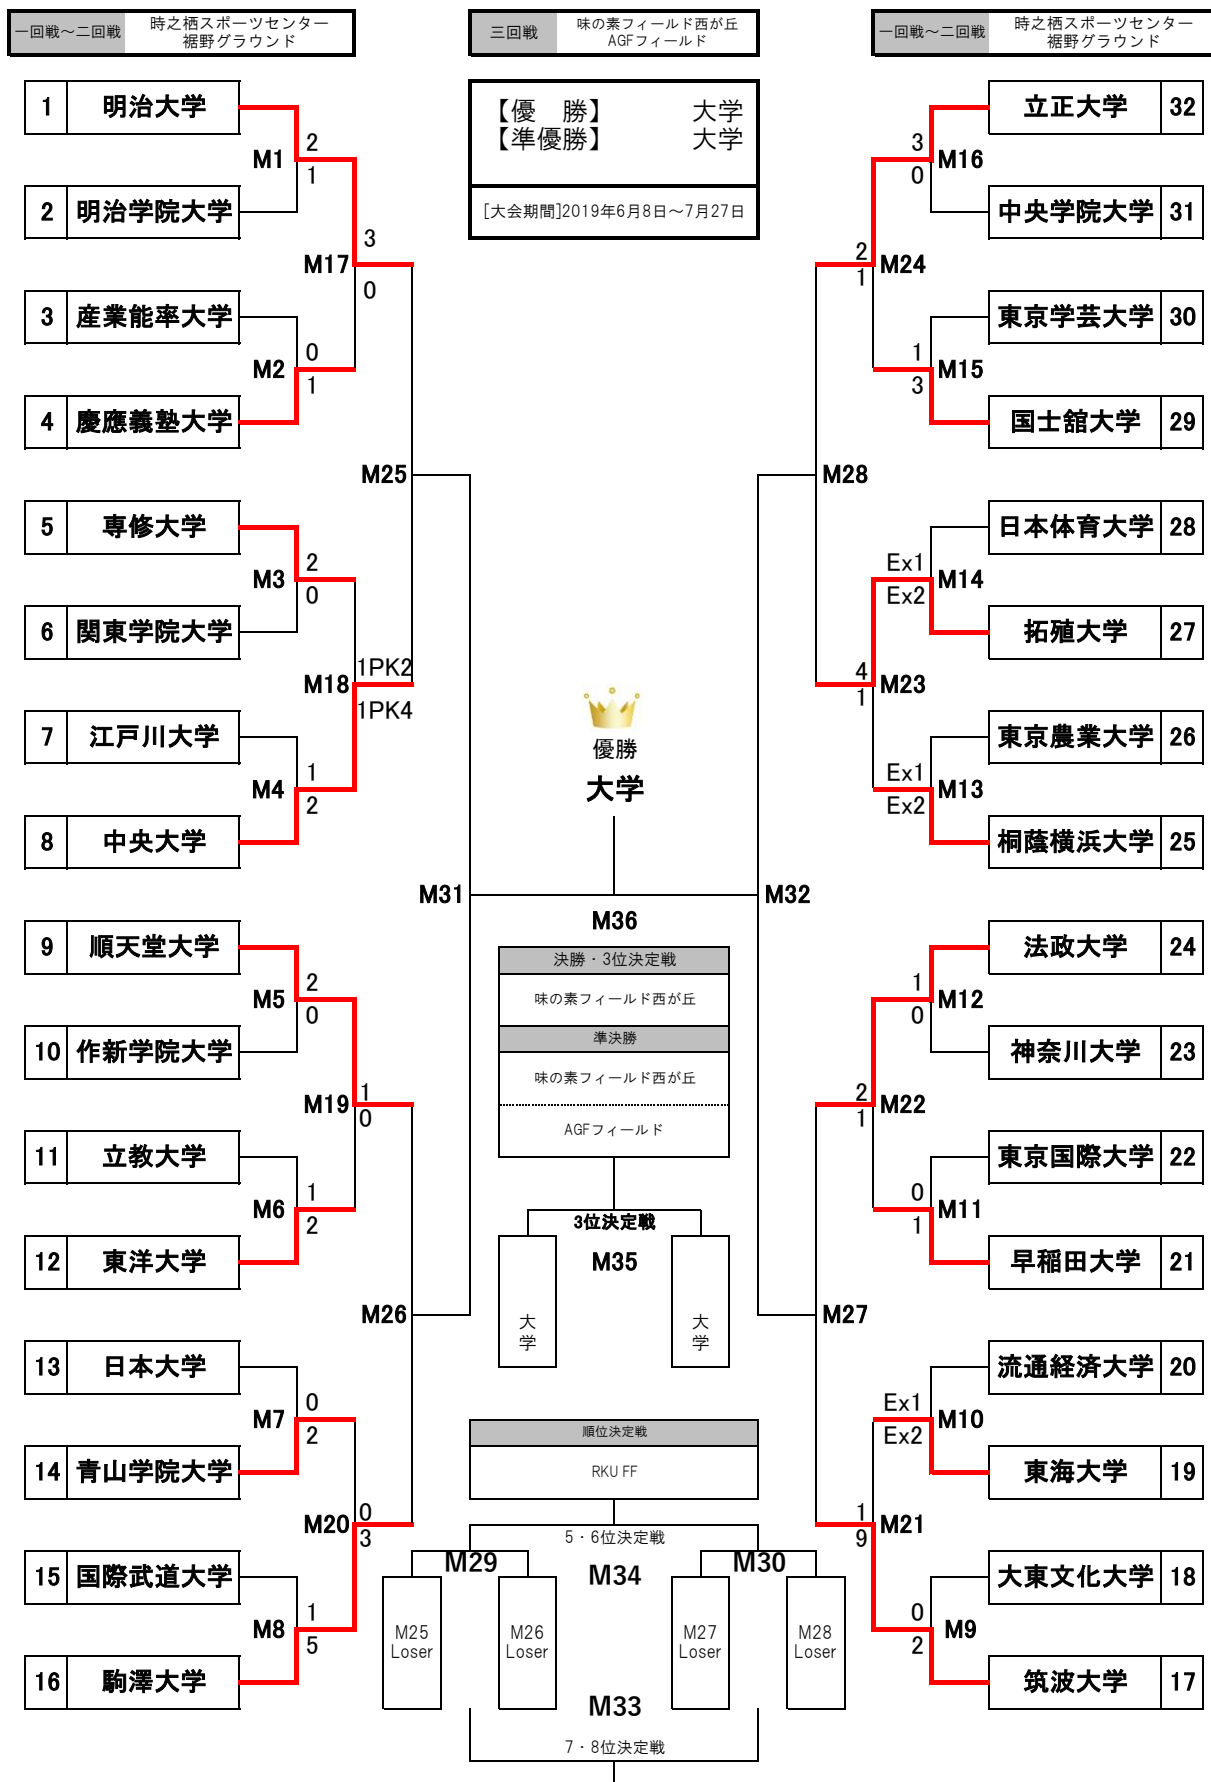 一回戦～二回戦
時之栖スポーツセンター
裾野グラウンド
三回戦
味の素フィールド西が丘
AGFフィールド
一回戦～二回戦
時之栖スポーツセンター
裾野グラウンド
【優　勝】　　大学
【準優勝】　　大学
[大会期間]2019年6月8日～7月27日
1 明治大学
M1
2
1
2 明治学院大学
M17
3
0
3 産業能率大学
M2
0
1
4 慶應義塾大学
M25
5 専修大学
M3
2
0
6 関東学院大学
M18
1PK2
1PK4
7 江戸川大学
M4
1
2
8 中央大学
M31
9 順天堂大学
M5
2
0
10 作新学院大学
M19
1
0
11 立教大学
M6
1
2
12 東洋大学
M26
13 日本大学
M7
0
2
14 青山学院大学
M20
0
3
15 国際武道大学
M8
1
5
16 駒澤大学
優勝
大学
M36
決勝・3位決定戦
味の素フィールド西が丘
準決勝
味の素フィールド西が丘
AGFフィールド
3位決定戦
M35
大学
大学
順位決定戦
RKU FF
5・6位決定戦
M29
M34
M30
M25
Loser
M26
Loser
M27
Loser
M28
Loser
M33
7・8位決定戦
立正大学 32
3
0
M16
中央学院大学 31
2
1
M24
東京学芸大学 30
1
3
M15
国士舘大学 29
M28
日本体育大学 28
Ex1
Ex2
M14
拓殖大学 27
4
1
M23
東京農業大学 26
Ex1
Ex2
M13
桐蔭横浜大学 25
M32
法政大学 24
1
0
M12
神奈川大学 23
2
1
M22
東京国際大学 22
0
1
M11
早稲田大学 21
M27
流通経済大学 20
Ex1
Ex2
M10
東海大学 19
1
9
M21
大東文化大学 18
0
2
M9
筑波大学 17